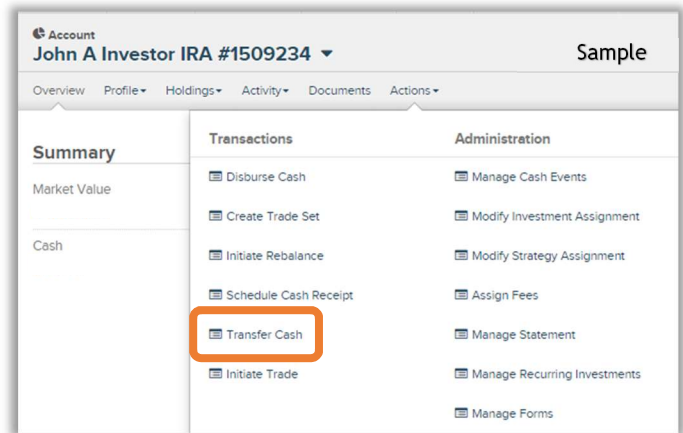 Account
John A Investor IRA #1509234
Sample
Overview Profile Holdings Activity Documents Actions
Summary
Market Value
Cash
Transactions
Disburse Cash
Create Trade Set
Initiate Rebalance
Schedule Cash Receipt
Transfer Cash
Initiate Trade
Administration
Manage Cash Events
Modify Investment Assignment
Modify Strategy Assignment
Assign Fees
Manage Statement
Manage Recurring Investments
Manage Forms